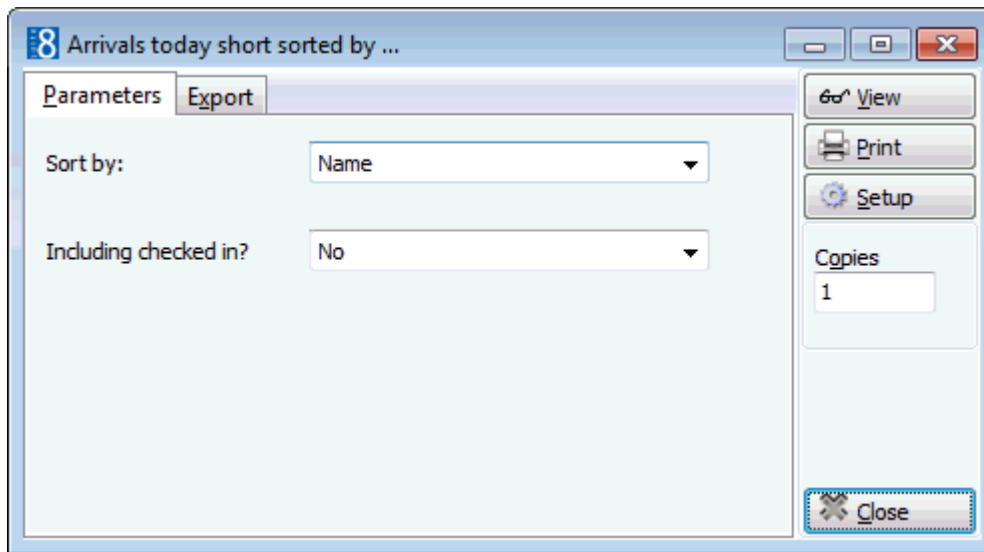 8 Arrivals today short sorted by ...
Parameters Export
View
Print
Sort by: Name
Setup
Including checked in? No
Copies
1
Close